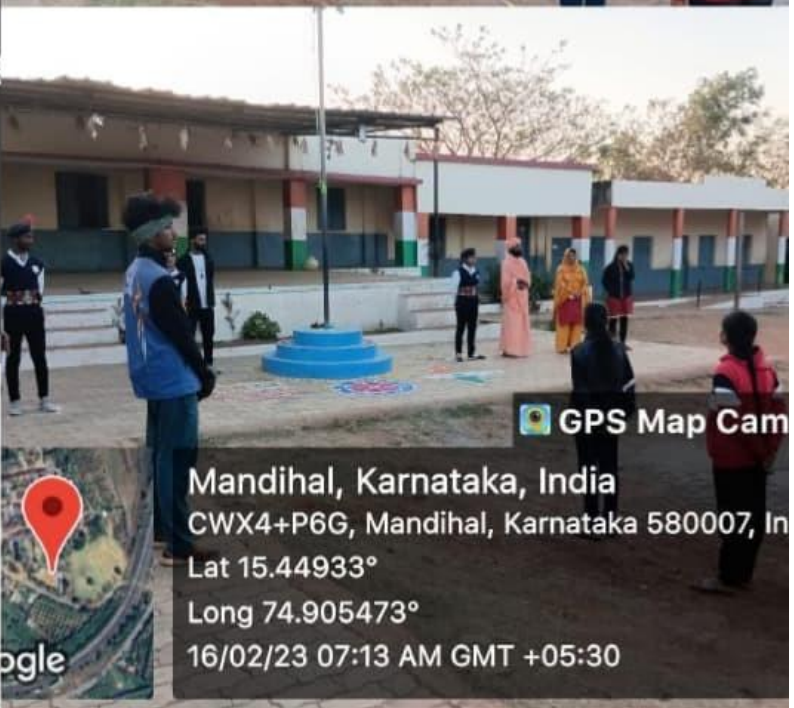 GPS Map Cam
Mandihal, Karnataka, India
CWX4+P6G, Mandihal, Karnataka 580007, In
Lat 15.44933°
Long 74.905473°
16/02/23 07:13 AM GMT +05:30
ogle